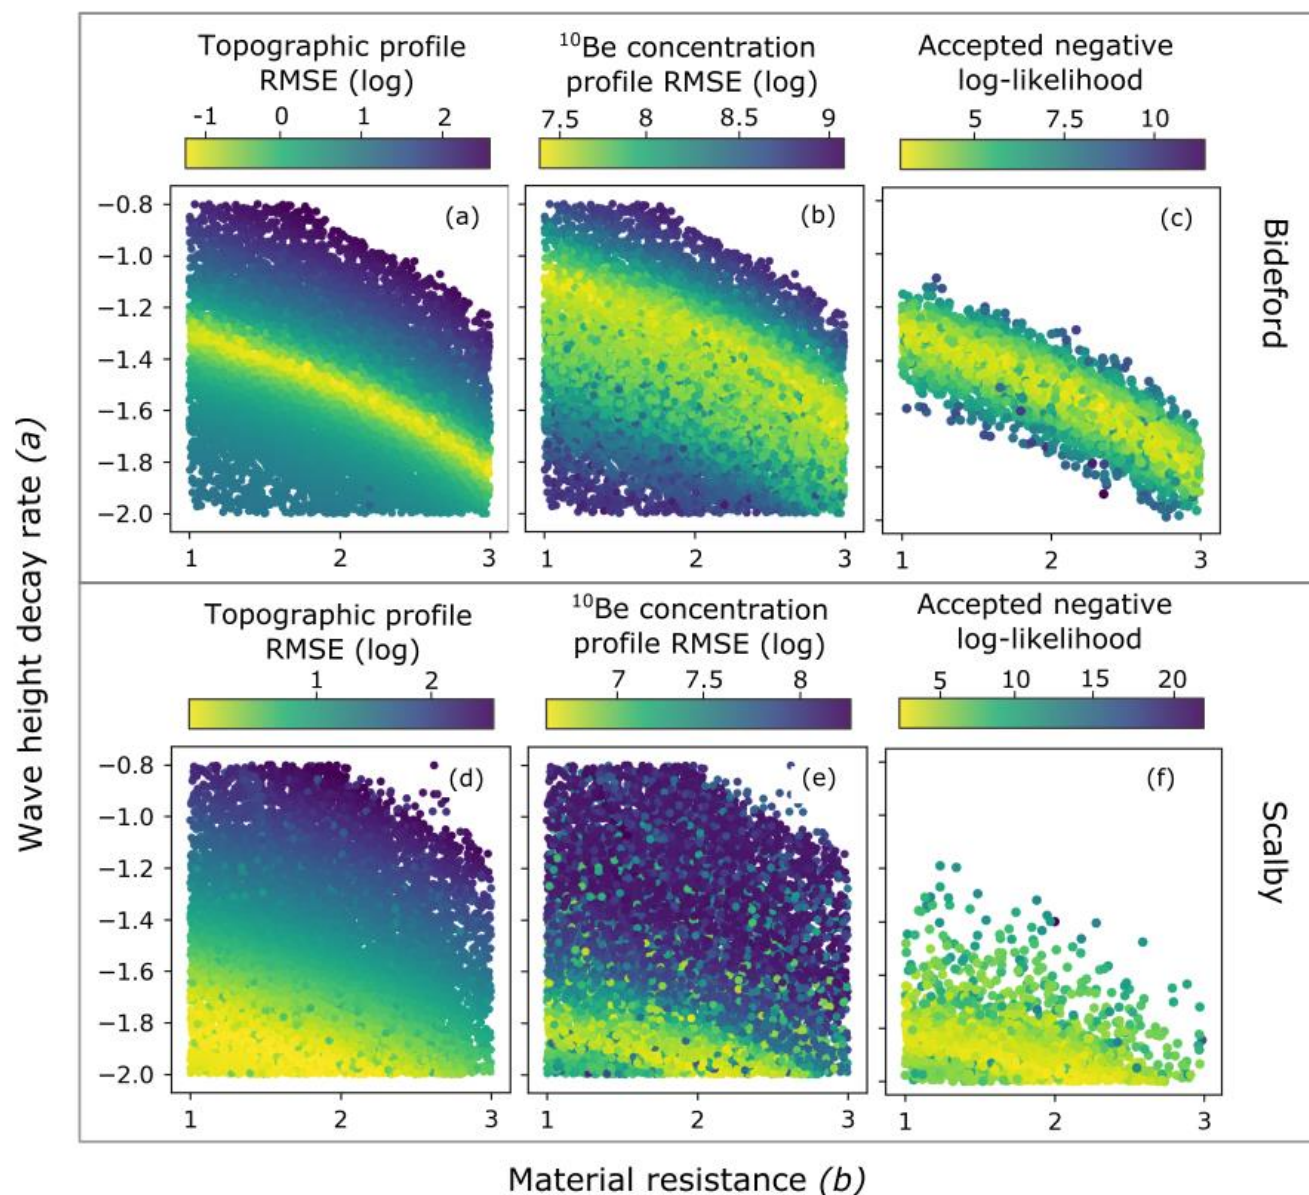 Topographic profile
RMSE (log)
-1 0 1 2
¹⁰Be concentration
profile RMSE (log)
7.5 8 8.5 9
Accepted negative
log-likelihood
5 7.5 10
(a)
(b)
(c)
−0.8
−1.0
−1.2
−1.4
−1.6
−1.8
−2.0
1 2 3
1 2 3
1 2 3
Bideford
Topographic profile
RMSE (log)
1 2
¹⁰Be concentration
profile RMSE (log)
7 7.5 8
Accepted negative
log-likelihood
5 10 15 20
(d)
(e)
(f)
−0.8
−1.0
−1.2
−1.4
−1.6
−1.8
−2.0
1 2 3
1 2 3
1 2 3
Scalby
Wave height decay rate (a)
Material resistance (b)